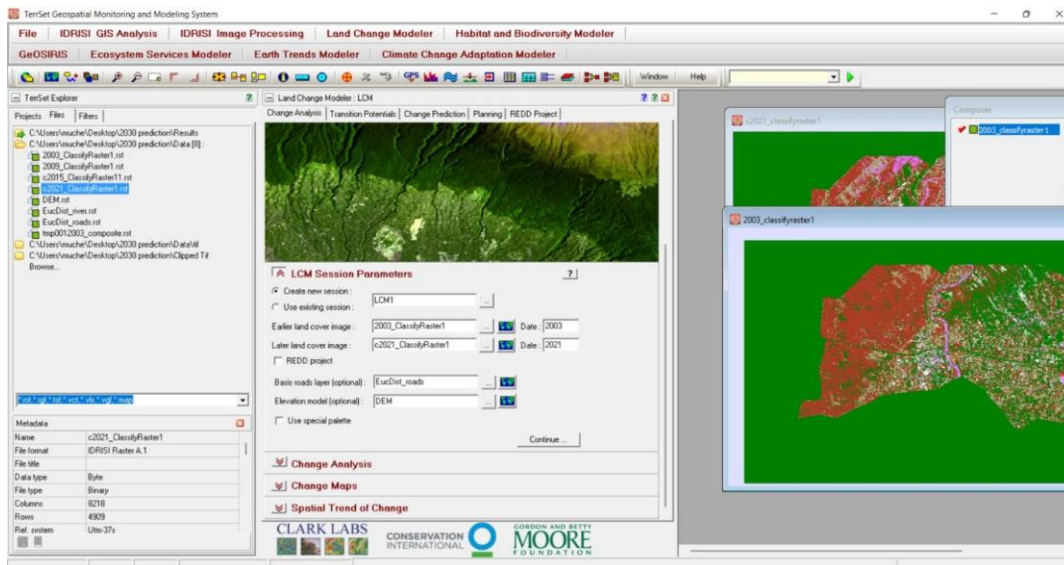 TerrSet Geospatial Monitoring and Modeling System
File IDRISI GIS Analysis IDRISI Image Processing Land Change Modeler Habitat and Biodiversity Modeler
GeOSIRIS Ecosystem Services Modeler Earth Trends Modeler Climate Change Adaptation Modeler
GPS Window Help
TerrSet Explorer ?
Projects Files Filters
C:\Users\muche\Desktop\2030 prediction\Results
C:\Users\muche\Desktop\2030 prediction\Data [8] :
2003_ClassifyRaster1.rst
2009_ClassifyRaster1.rst
c2015_ClassifyRaster11.rst
c2021_ClassifyRaster1.rst
DEM.rst
EucDist_river.rst
EucDist_roads.rst
tmp0012003_composite.rst
C:\Users\muche\Desktop\2030 prediction\Data\tif
C:\Users\muche\Desktop\2030 prediction\Clipped Tif
Browse...
Metadata
Name c2021_ClassifyRaster1
File format IDRISI Raster A.1
File title
Data type Byte
File type Binary
Columns 8218
Rows 4909
Ref. system Utm-37s
Land Change Modeler : LCM ? ?
Change Analysis Transition Potentials Change Prediction Planning REDD Project
LCM Session Parameters ?
Create new session :
LCM1 ...
Use existing session :
Earlier land cover image : 2003_ClassifyRaster1 ... Date : 2003
Later land cover image : c2021_ClassifyRaster1 ... Date : 2021
REDD project
Basis roads layer (optional) : EucDist_roads ...
Elevation model (optional) : DEM ...
Use special palette
Continue ...
Change Analysis
Change Maps
Spatial Trend of Change
CLARK LABS
CONSERVATION
INTERNATIONAL
GORDON AND BETTY
MOORE
FOUNDATION
c2021_classifyraster1
Composer
2003_classifyraster1
2003_classifyraster1